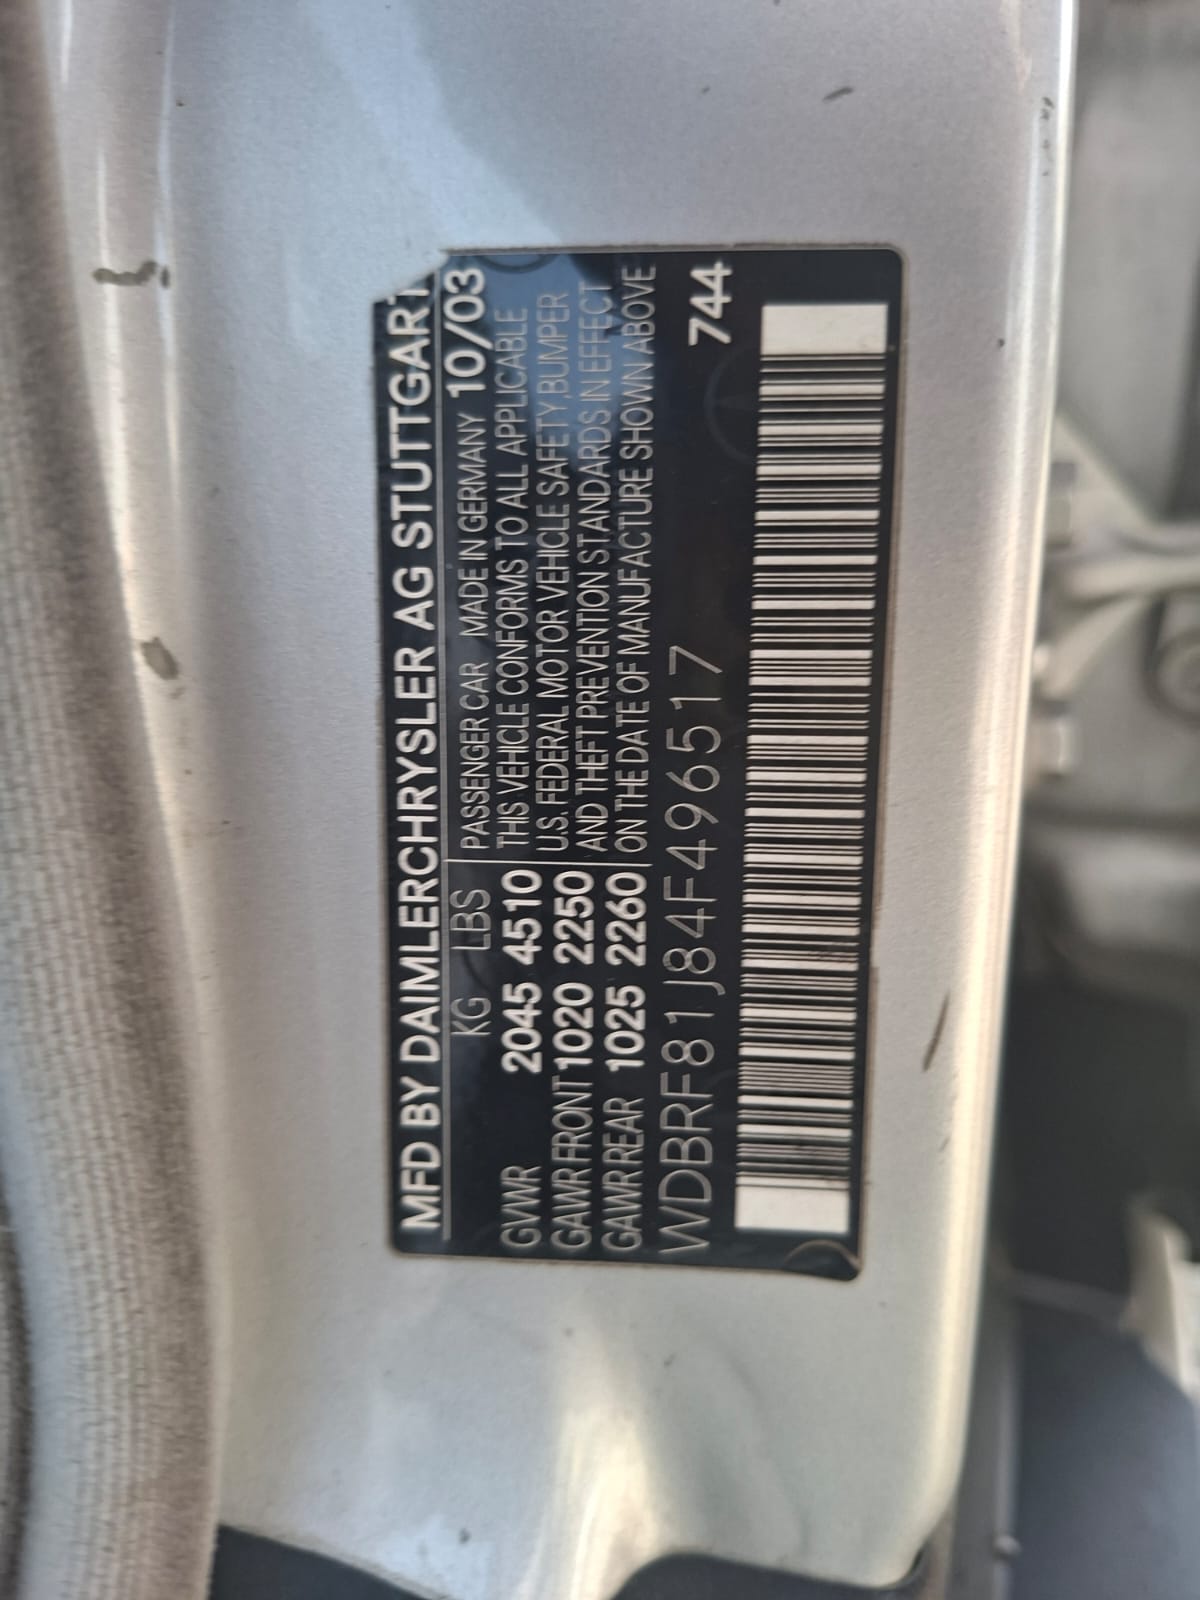 MFD BY DAIMLERCHRYSLER AG STUTTGART
KG LBS PASSENGER CAR MADE IN GERMANY 10/03
GVWR 2045 4510 THIS VEHICLE CONFORMS TO ALL APPLICABLE
U.S. FEDERAL MOTOR VEHICLE SAFETY,BUMPER
GAWR FRONT 1020 2250 AND THEFT PREVENTION STANDARDS IN EFFECT
GAWR REAR 1025 2260 ON THE DATE OF MANUFACTURE SHOWN ABOVE
WDBRF81J84F496517 744